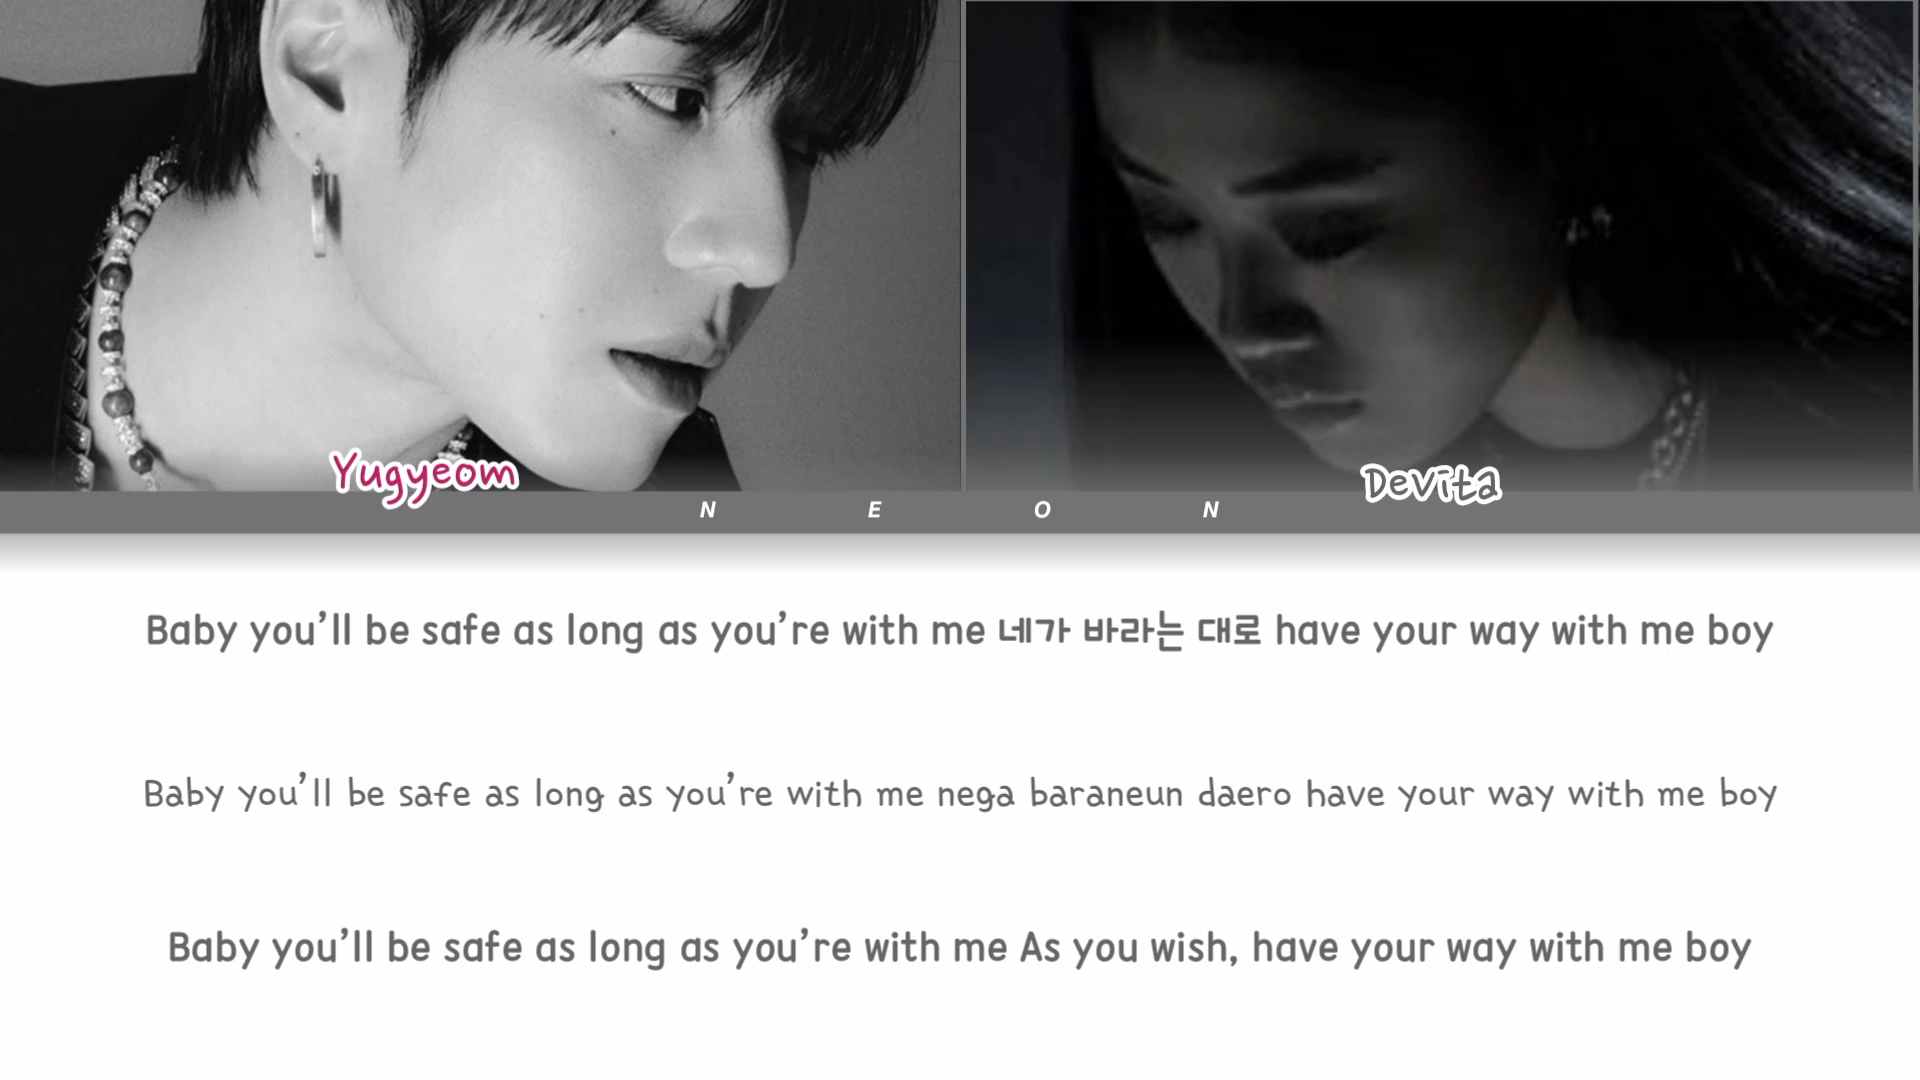 Yugyeom
DeVita
N E O N
Baby you’ll be safe as long as you’re with me 네가 바라는 대로 have your way with me boy
Baby you’ll be safe as long as you’re with me nega baraneun daero have your way with me boy
Baby you’ll be safe as long as you’re with me As you wish, have your way with me boy